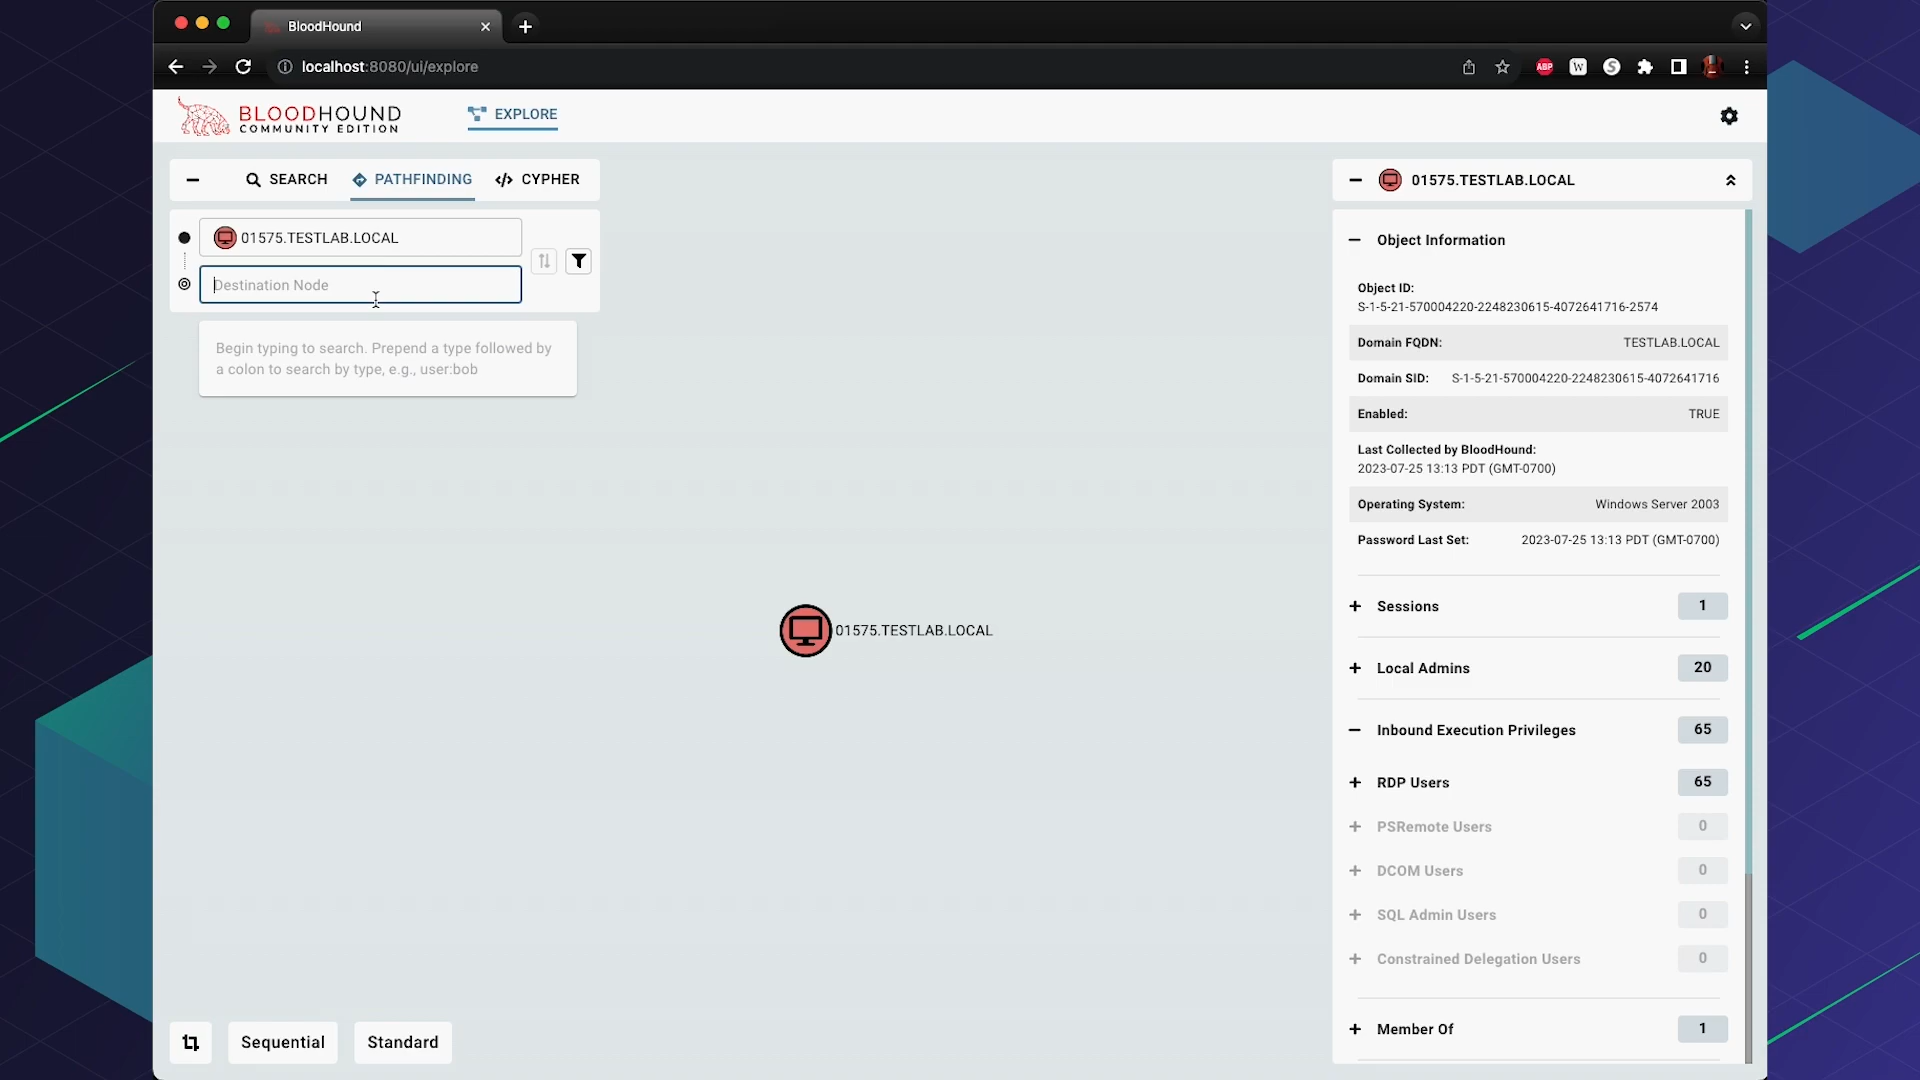 BloodHound
localhost:8080/ui/explore
ABP
W
S
BLOODHOUND
COMMUNITY EDITION
EXPLORE
SEARCH
PATHFINDING
CYPHER
01575.TESTLAB.LOCAL
Destination Node
Begin typing to search. Prepend a type followed by
a colon to search by type, e.g., user:bob
01575.TESTLAB.LOCAL
Sequential
Standard
01575.TESTLAB.LOCAL
Object Information
Object ID:
S-1-5-21-570004220-2248230615-4072641716-2574
Domain FQDN: TESTLAB.LOCAL
Domain SID: S-1-5-21-570004220-2248230615-4072641716
Enabled: TRUE
Last Collected by BloodHound:
2023-07-25 13:13 PDT (GMT-0700)
Operating System: Windows Server 2003
Password Last Set: 2023-07-25 13:13 PDT (GMT-0700)
Sessions 1
Local Admins 20
Inbound Execution Privileges 65
RDP Users 65
PSRemote Users 0
DCOM Users 0
SQL Admin Users 0
Constrained Delegation Users 0
Member Of 1